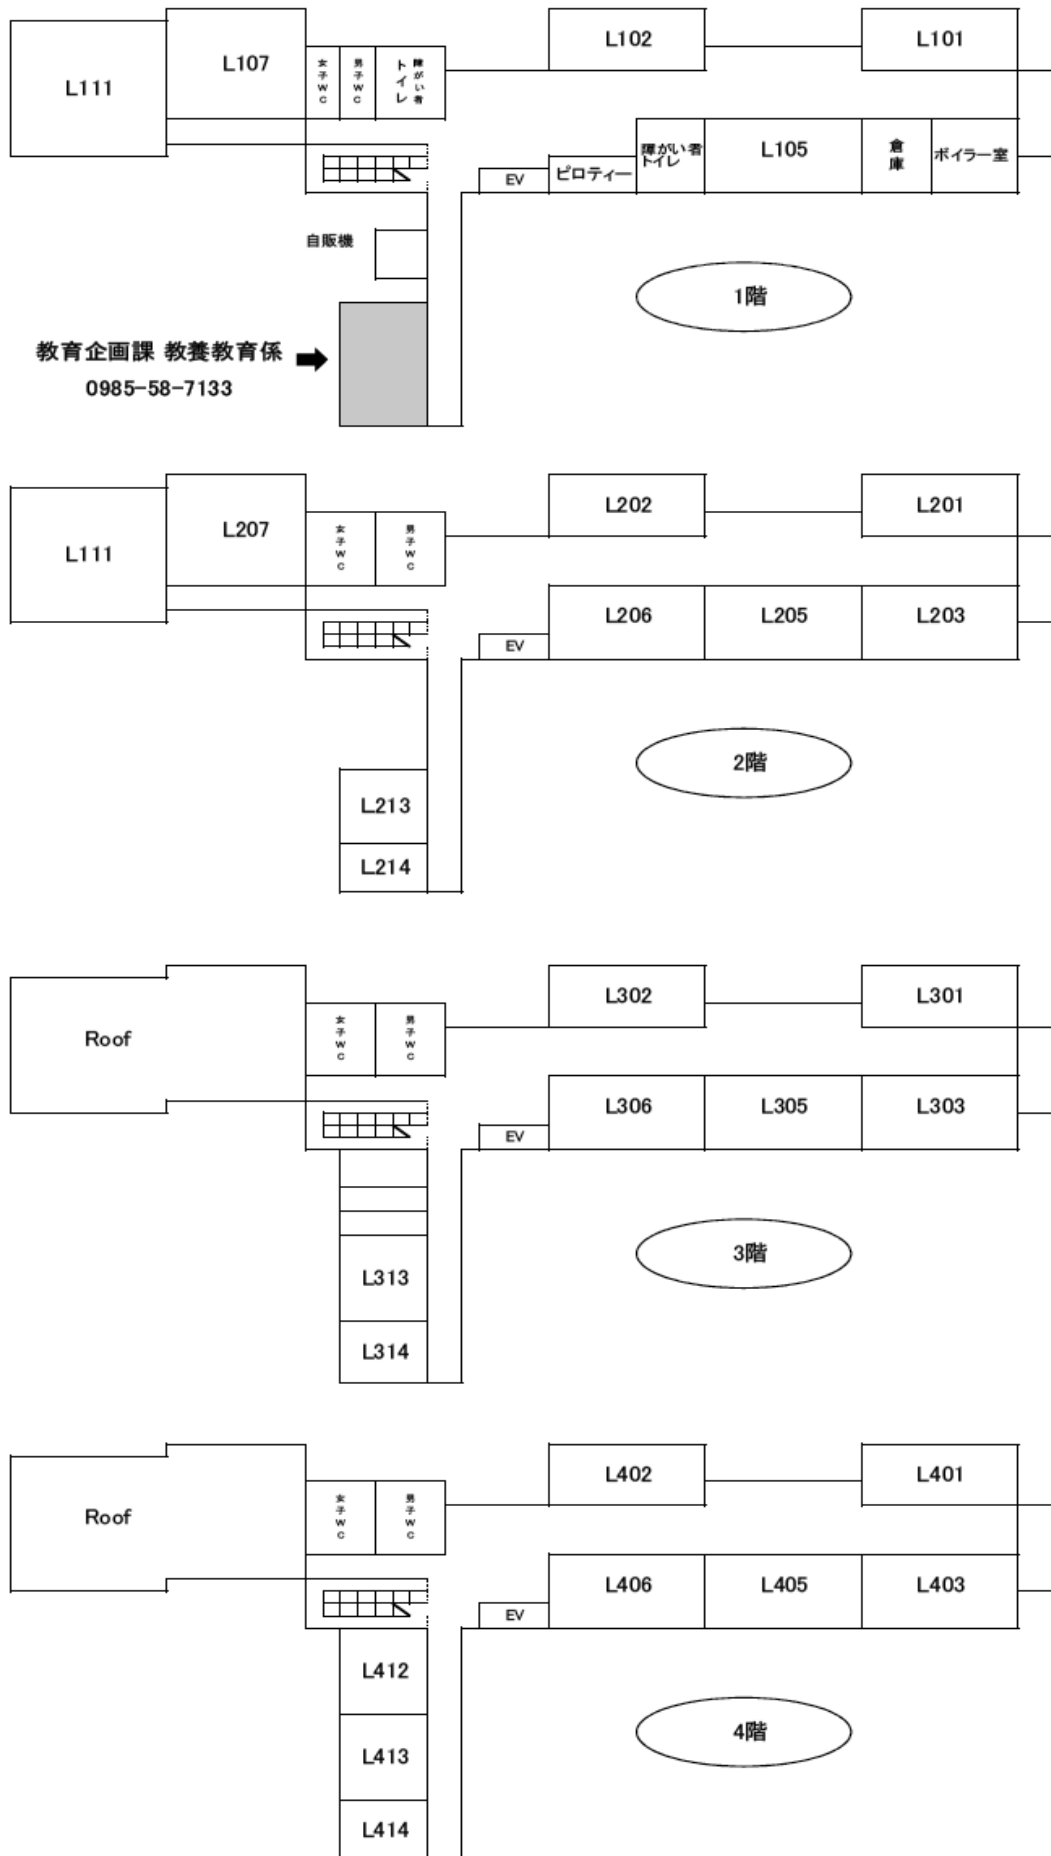 L111
L107
女子WC
男子WC
障がい者
トイレ
L102
L101
EV
ピロティー
障がい者
トイレ
L105
倉庫
ボイラー室
自販機
1階
教育企画課 教養教育係
0985-58-7133
L111
L207
女子WC
男子WC
L202
L201
EV
L206
L205
L203
2階
L213
L214
Roof
女子WC
男子WC
L302
L301
EV
L306
L305
L303
3階
L313
L314
Roof
女子WC
男子WC
L402
L401
EV
L406
L405
L403
L412
4階
L413
L414